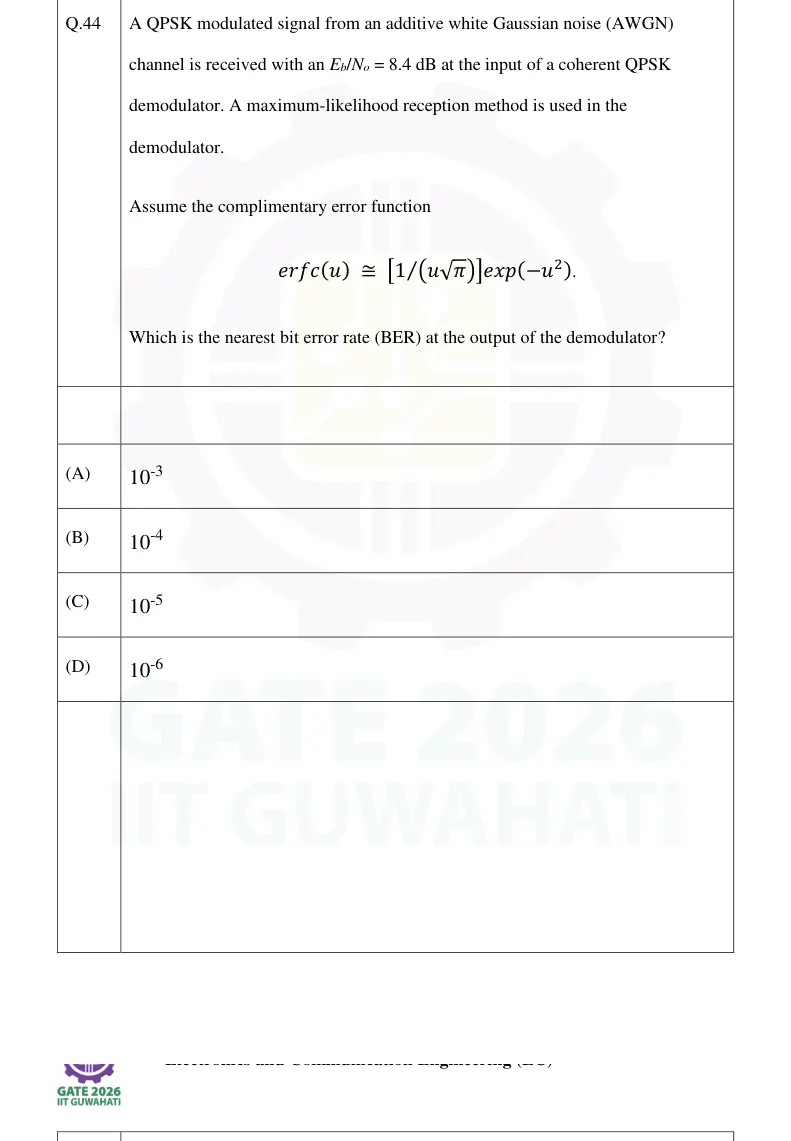 Q.44 A QPSK modulated signal from an additive white Gaussian noise (AWGN)
channel is received with an E_b/N_o = 8.4 dB at the input of a coherent QPSK
demodulator. A maximum-likelihood reception method is used in the
demodulator.
Assume the complimentary error function
erfc(u) ≅ [1/(u√π)]exp(−u²).
Which is the nearest bit error rate (BER) at the output of the demodulator?
(A) 10⁻³
(B) 10⁻⁴
(C) 10⁻⁵
(D) 10⁻⁶
GATE 2026
IIT GUWAHATI
GATE 2026
IIT GUWAHATI